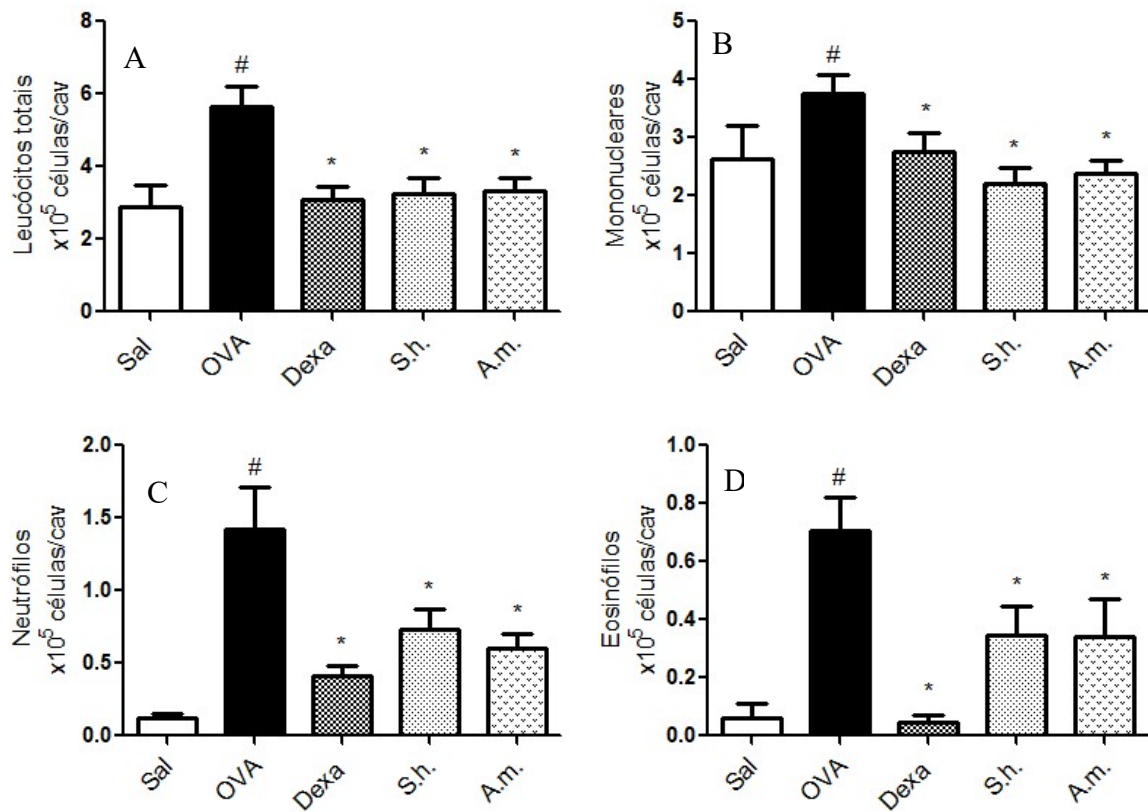 A
Leucócitos totais
x10⁵ células/cav
8
6
4
2
0
#
*
*
*
Sal
OVA
Dexa
S.h.
A.m.
B
Mononucleares
x10⁵ células/cav
5
4
3
2
1
0
#
*
*
*
Sal
OVA
Dexa
S.h.
A.m.
C
Neutrófilos
x10⁵ células/cav
2.0
1.5
1.0
0.5
0.0
#
*
*
*
Sal
OVA
Dexa
S.h.
A.m.
D
Eosinófilos
x10⁵ células/cav
1.0
0.8
0.6
0.4
0.2
0.0
#
*
*
*
Sal
OVA
Dexa
S.h.
A.m.